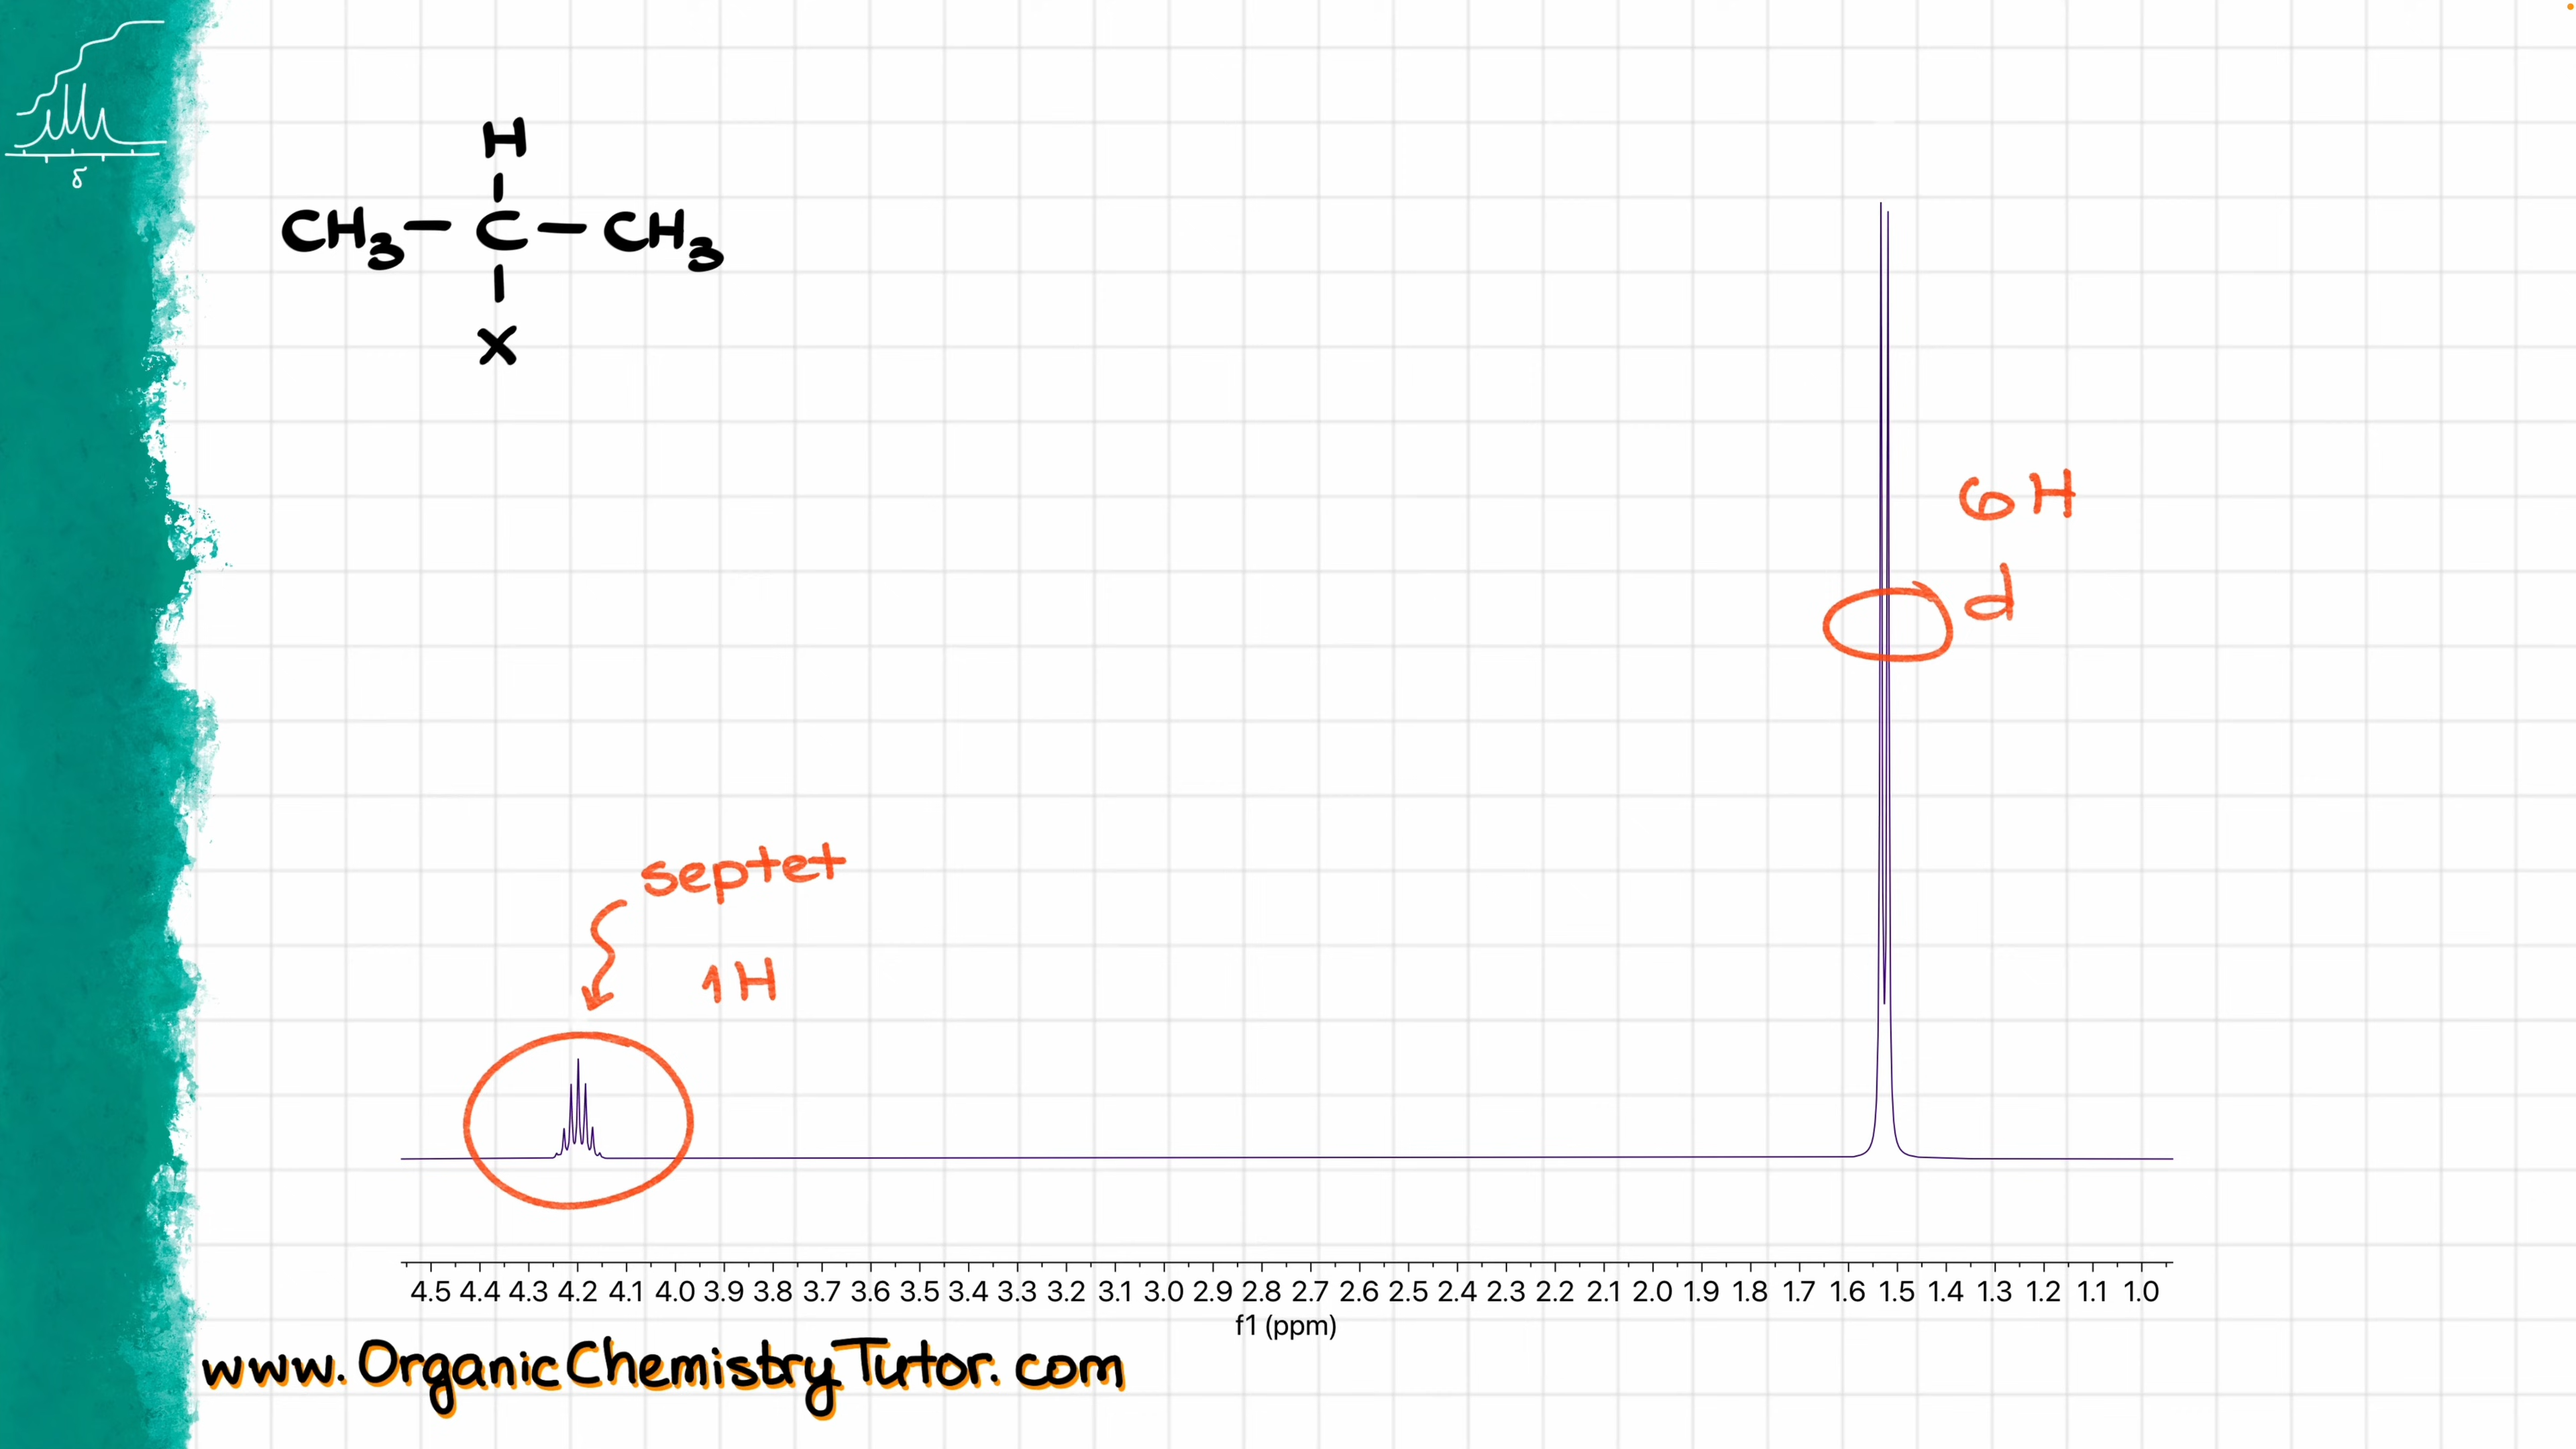 δ
H
CH3 – C – CH3
X
6 H
d
septet
1H
4.5 4.4 4.3 4.2 4.1 4.0 3.9 3.8 3.7 3.6 3.5 3.4 3.3 3.2 3.1 3.0 2.9 2.8 2.7 2.6 2.5 2.4 2.3 2.2 2.1 2.0 1.9 1.8 1.7 1.6 1.5 1.4 1.3 1.2 1.1 1.0
f1 (ppm)
www.OrganicChemistryTutor.com